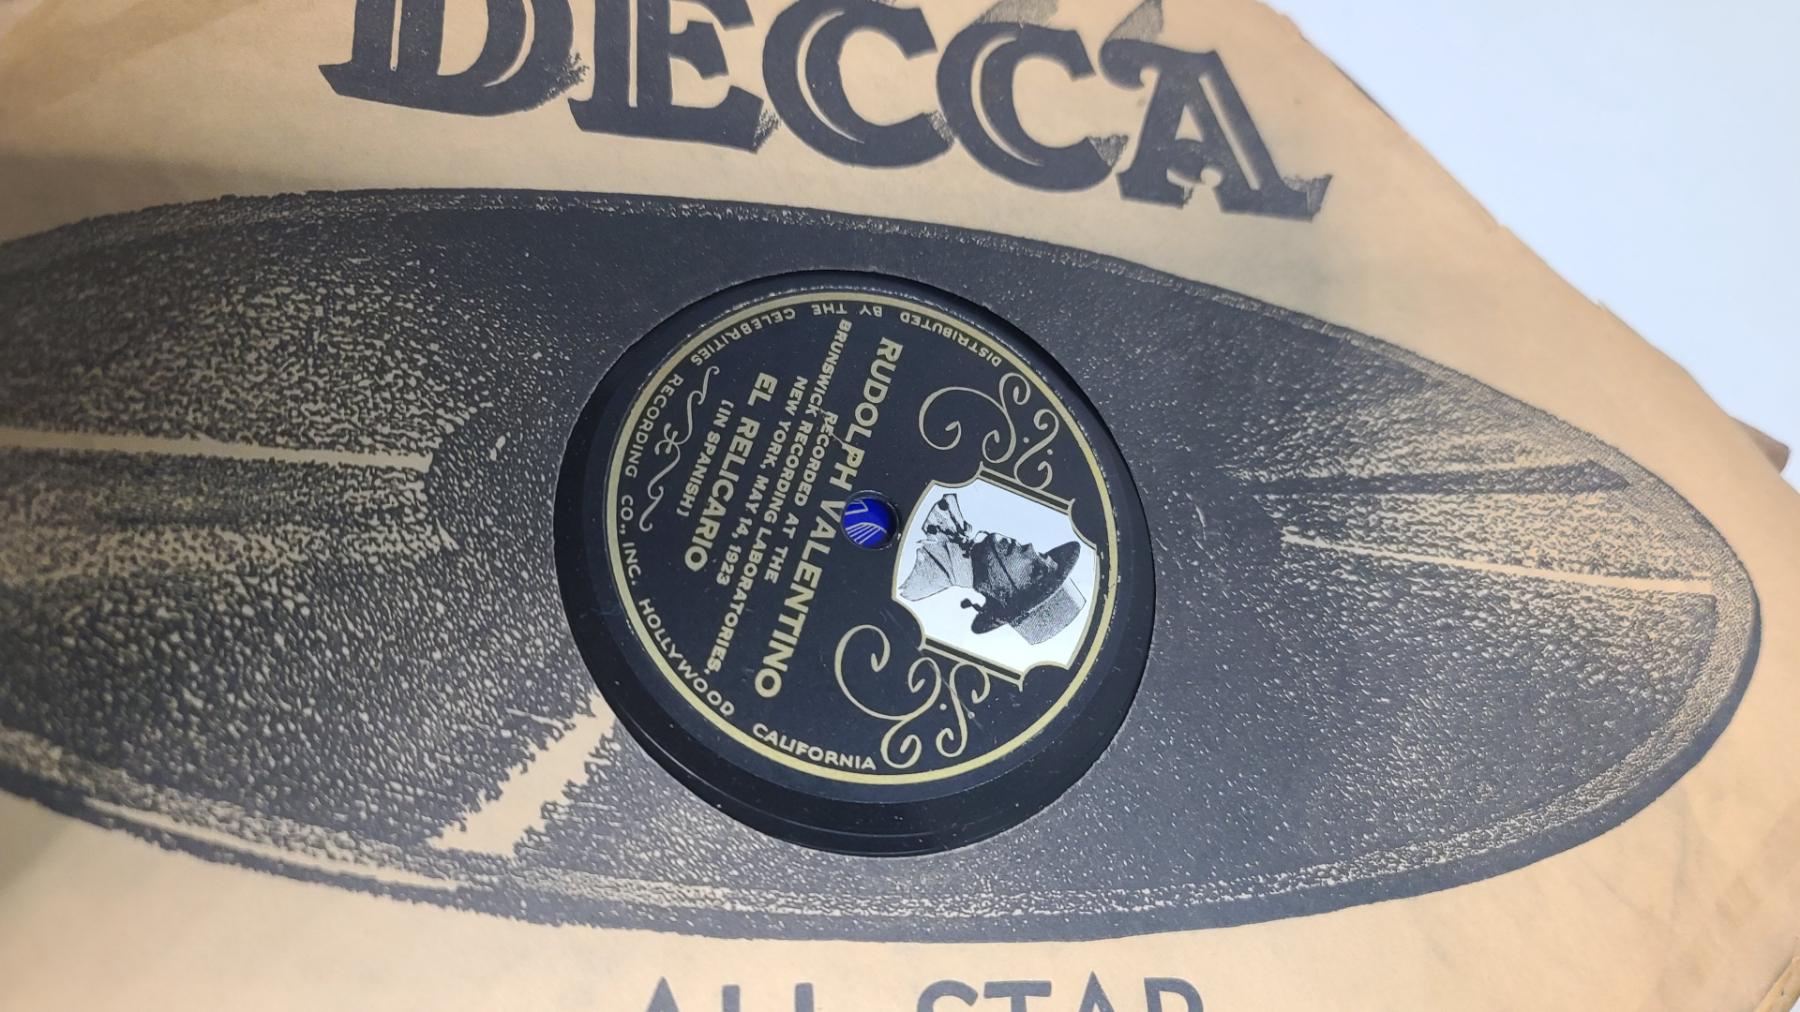 DECCA
RUDOLPH VALENTINO
RECORDED AT THE
BRUNSWICK RECORDING LABORATORIES,
NEW YORK, MAY 14, 1923
EL RELICARIO
(IN SPANISH)
DISTRIBUTED BY THE CELEBRITIES RECORDING CO., INC. HOLLYWOOD CALIFORNIA
ALL STAR